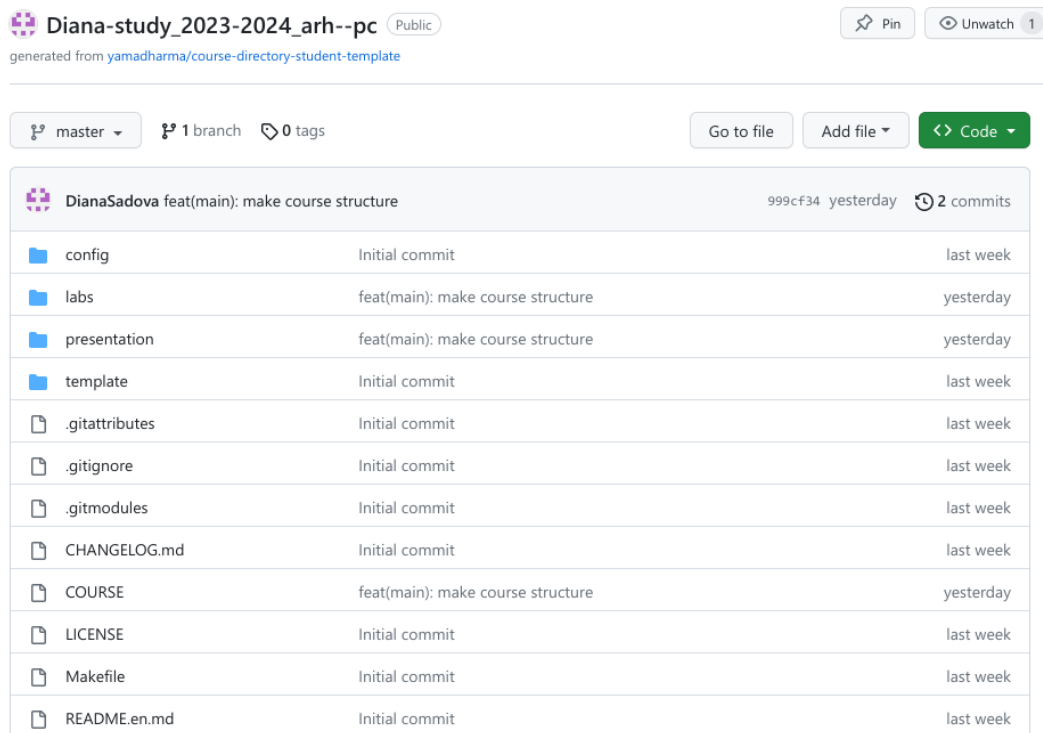 Diana-study_2023-2024_arh--pc Public Pin Unwatch 1
generated from yamadharma/course-directory-student-template
master 1 branch 0 tags Go to file Add file Code
DianaSadova feat(main): make course structure 999cf34 yesterday 2 commits
config Initial commit last week
labs feat(main): make course structure yesterday
presentation feat(main): make course structure yesterday
template Initial commit last week
.gitattributes Initial commit last week
.gitignore Initial commit last week
.gitmodules Initial commit last week
CHANGELOG.md Initial commit last week
COURSE feat(main): make course structure yesterday
LICENSE Initial commit last week
Makefile Initial commit last week
README.en.md Initial commit last week